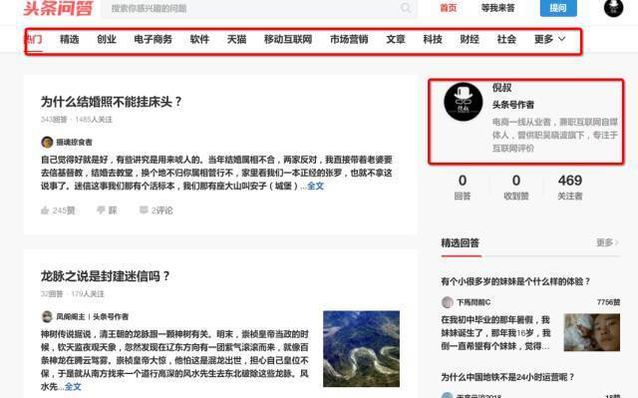 头条问答
搜索你感兴趣的问题
首页
等我来答
提问
热门 精选 创业 电子商务 软件 天猫 移动互联网 市场营销 文章 科技 财经 社会 更多
为什么结婚照不能挂床头？
343回答 · 1485人关注
摄魂掠食者
自己觉得好就是好，有些讲究是用来唬人的。当年结婚属相不合，两家反对，我直接带着老婆要
去信基督教，结婚去教堂，换个地不归你属相管行不，家里看我们一本正经的张罗，也就不拿这
说事了。迷信这事我们那有个活标本，我们那有座大山叫安子（城堡）...全文
245赞 踩 2评论
龙脉之说是封建迷信吗？
32回答 · 179人关注
凤阁阁主 | 头条号作者
神树传说据说，清王朝的龙脉跟一颗神树有关。明末，崇祯皇帝当政的时
候，钦天监夜观天象，忽然发现在辽东方向有一团紫气滚滚而来，就像百
条神龙在腾云驾雾。崇祯皇帝大惊，他怕这是混龙出世，担心自己皇位不
保，于是就从南方找来一个道行高深的风水先生去东北破除这些龙脉。风
水先...全文
倪叔
头条号作者
电商一线从业者，兼职互联网自媒
体人，曾供职吴晓波旗下，专注于
互联网评价
0 0 469
回答 收到赞 关注者
精选回答
更多
有个小很多岁的妹妹是个什么样的体验？
7756赞
在我初中毕业的那年暑假，我
妹妹诞生了，那年我16岁，我
倒一直希望有个妹妹，觉得...
为什么中国地铁不是24小时运营呢？